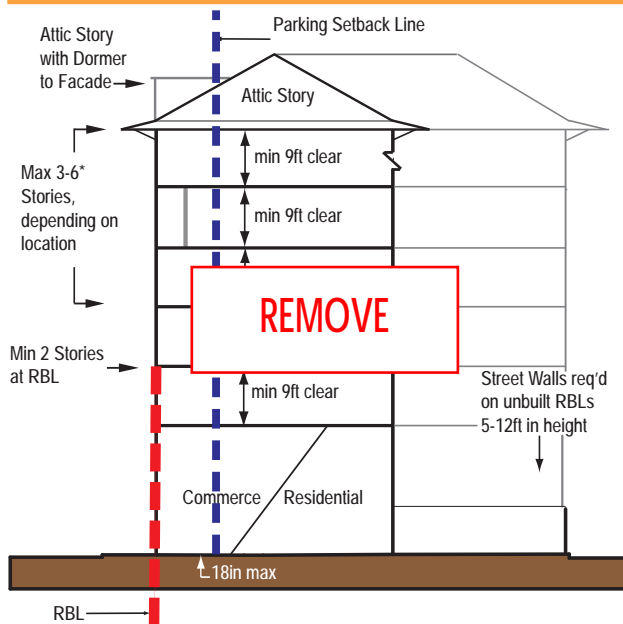 Parking Setback Line
Attic Story
with Dormer
to Facade
Attic Story
min 9ft clear
Max 3-6*
Stories,
depending on
location
min 9ft clear
REMOVE
Min 2 Stories
at RBL
min 9ft clear
Street Walls req'd
on unbuilt RBLs
5-12ft in height
Commerce
Residential
18in max
RBL